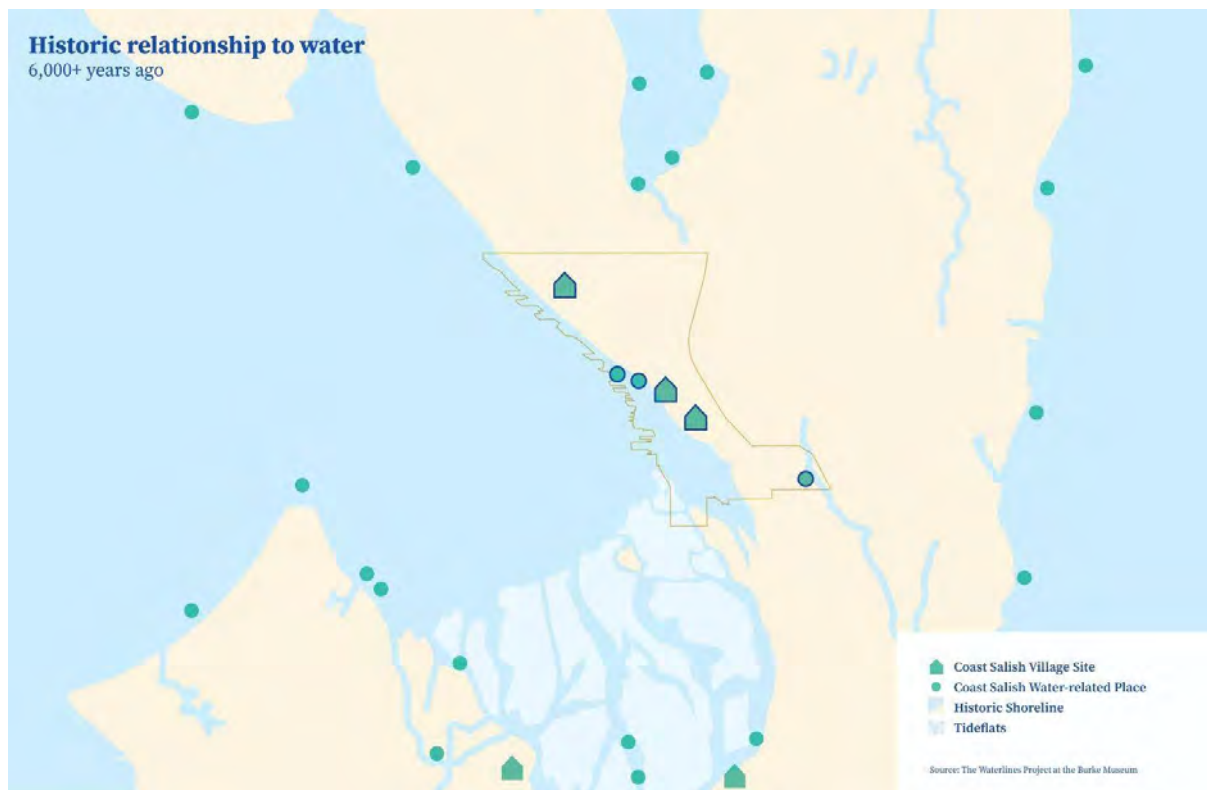 Historic relationship to water
6,000+ years ago
Coast Salish Village Site
Coast Salish Water-related Place
Historic Shoreline
Tideflats
Source: The Waterlines Project at the Burke Museum